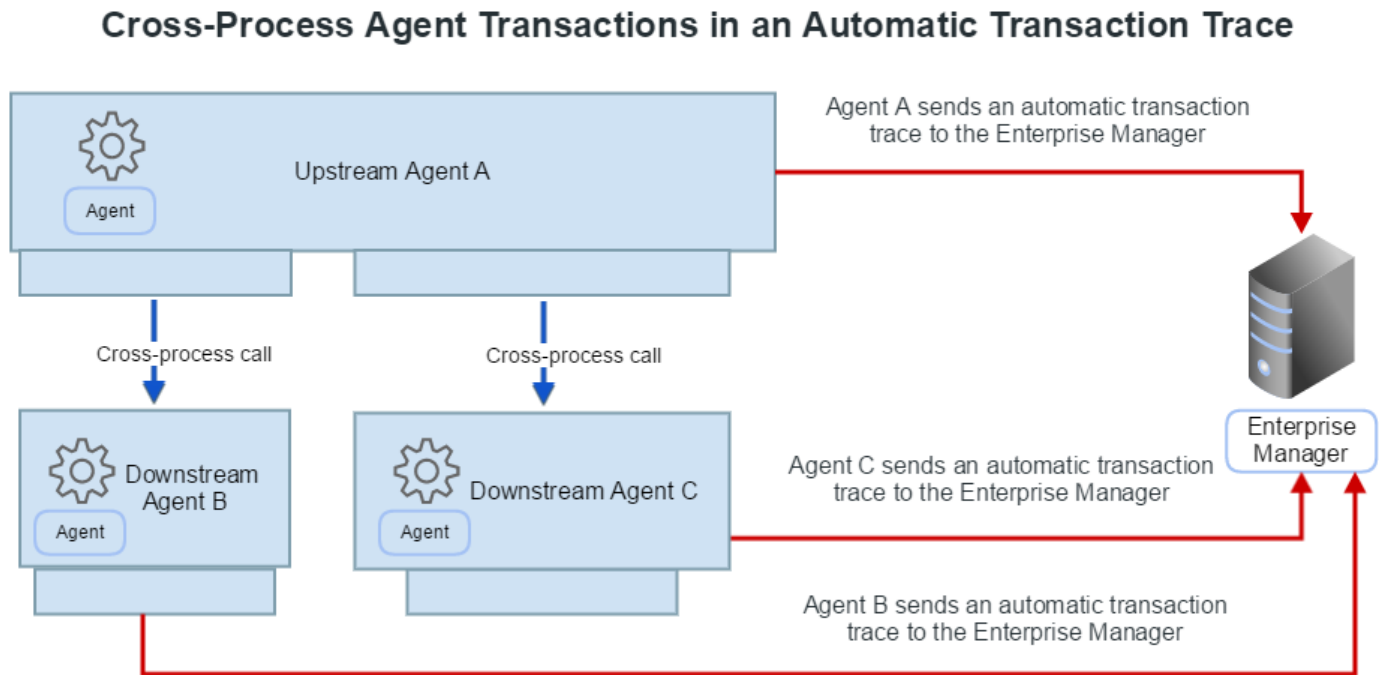 Cross-Process Agent Transactions in an Automatic Transaction Trace
Agent A sends an automatic transaction
trace to the Enterprise Manager
Upstream Agent A
Agent
Cross-process call
Cross-process call
Enterprise
Manager
Downstream
Agent B
Agent
Downstream Agent C
Agent
Agent C sends an automatic transaction
trace to the Enterprise Manager
Agent B sends an automatic transaction
trace to the Enterprise Manager